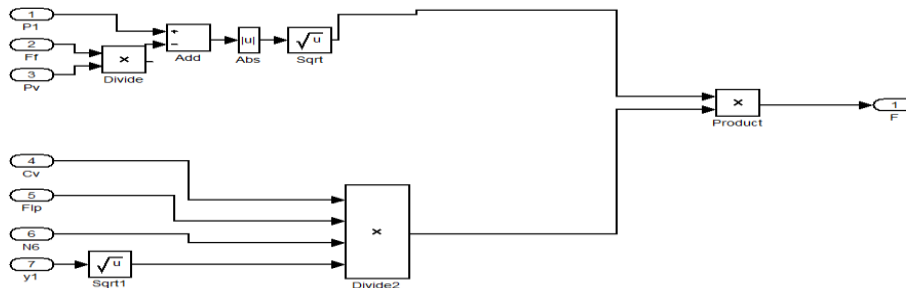 1
P1
2
Ff
3
Pv
×
Divide
+
−
Add
|u|
Abs
√u
Sqrt
×
Product
1
F
4
Cv
5
Flp
6
N6
7
y1
√u
Sqrt1
×
Divide2